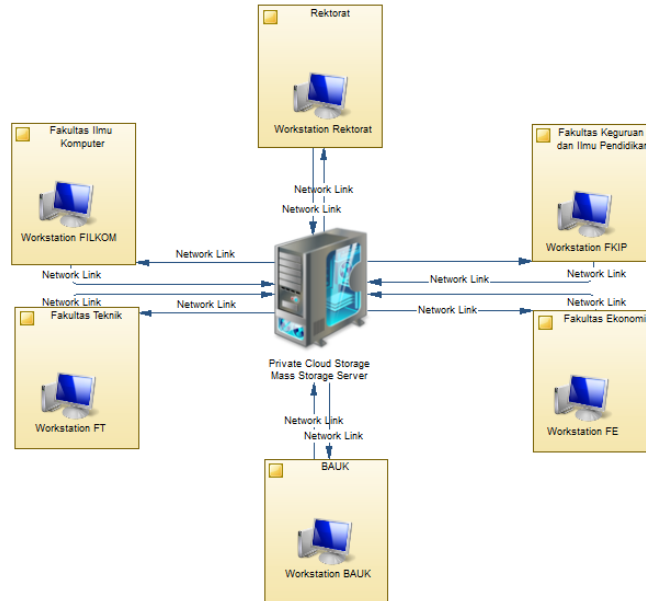 Rektorat
Workstation Rektorat
Fakultas Ilmu
Komputer
Workstation FILKOM
Fakultas Keguruan
dan Ilmu Pendidikan
Workstation FKIP
Network Link
Network Link
Network Link
Network Link
Network Link
Network Link
Network Link
Network Link
Network Link
Network Link
Fakultas Teknik
Workstation FT
Fakultas Ekonomi
Workstation FE
Private Cloud Storage
Mass Storage Server
Network Link
Network Link
BAUK
Workstation BAUK